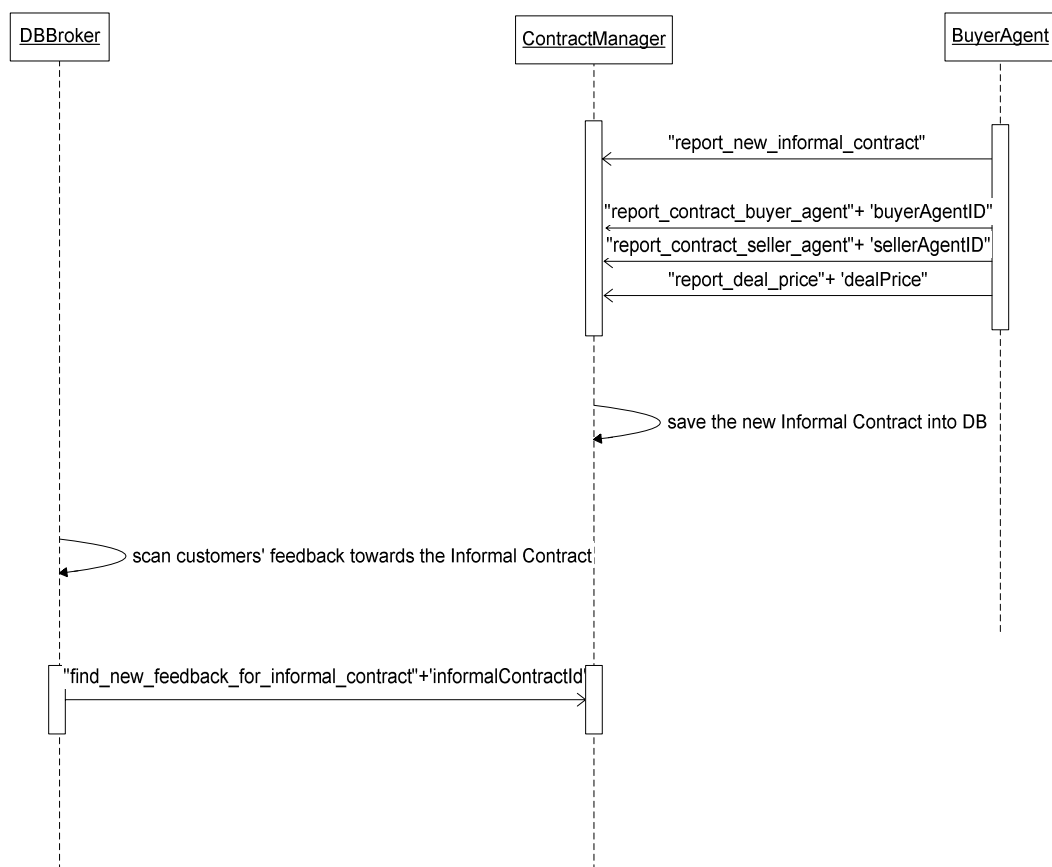 DBBroker
ContractManager
BuyerAgent
"report_new_informal_contract"
"report_contract_buyer_agent"+ 'buyerAgentID"
"report_contract_seller_agent"+ 'sellerAgentID"
"report_deal_price"+ 'dealPrice"
save the new Informal Contract into DB
scan customers' feedback towards the Informal Contract
"find_new_feedback_for_informal_contract"+'informalContractId'